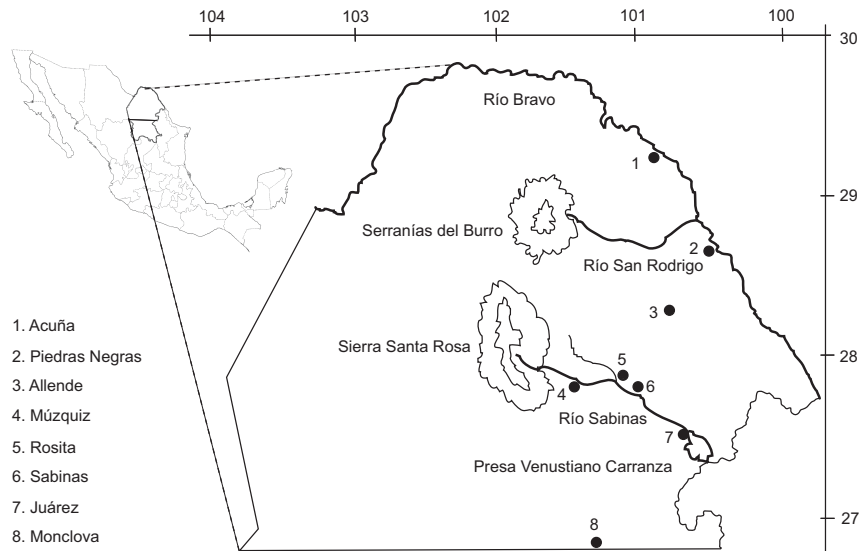 104 103 102 101 100
30
Río Bravo
1
29
Serranías del Burro
2
Río San Rodrigo
3
1. Acuña
2. Piedras Negras
3. Allende
4. Múzquiz
5. Rosita
6. Sabinas
7. Juárez
8. Monclova
Sierra Santa Rosa
28
5
4
6
Río Sabinas
7
Presa Venustiano Carranza
8
27